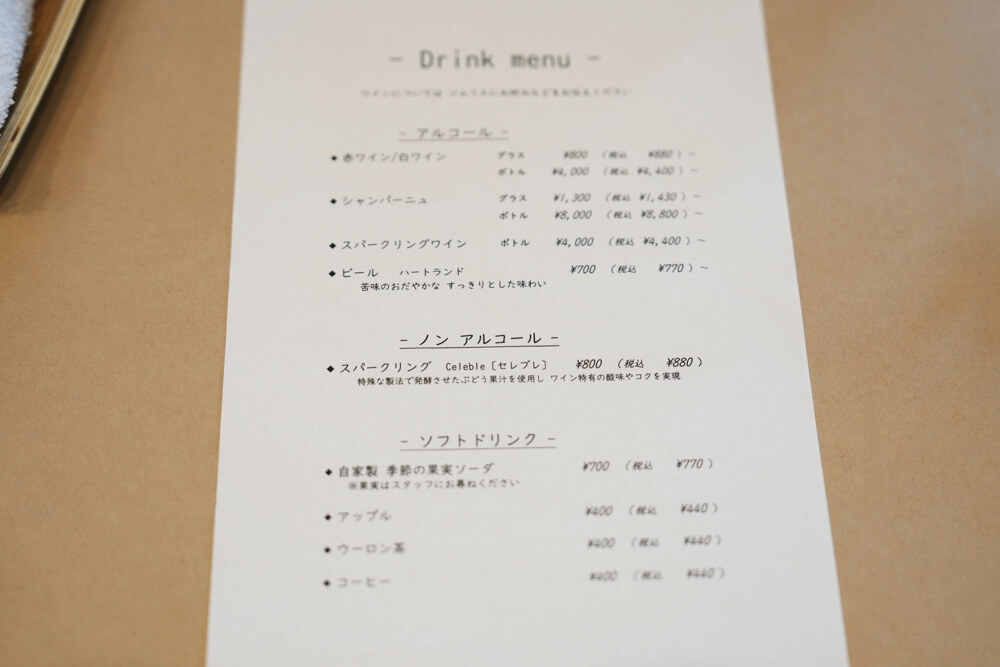 - Drink menu -
ワインについては
- アルコール -
◆ 赤ワイン/白ワイン グラス ¥800 (税込 ¥880) ~
ボトル ¥4,000 (税込 ¥4,400) ~
◆ シャンパーニュ グラス ¥1,300 (税込 ¥1,430) ~
ボトル ¥8,000 (税込 ¥8,800) ~
◆ スパークリングワイン ボトル ¥4,000 (税込 ¥4,400) ~
◆ ビール ハートランド ¥700 (税込 ¥770) ~
苦味のおだやかな すっきりとした味わい
- ノン アルコール -
◆ スパークリング Celeble [セレブレ] ¥800 (税込 ¥880)
特殊な製法で発酵させたぶどう果汁を使用し ワイン特有の酸味やコクを実現
- ソフトドリンク -
◆ 自家製 季節の果実ソーダ ¥700 (税込 ¥770)
※果実はスタッフにお尋ねください
◆ アップル ¥400 (税込 ¥440)
◆ ウーロン茶 ¥400 (税込 ¥440)
◆ コーヒー ¥400 (税込 ¥440)